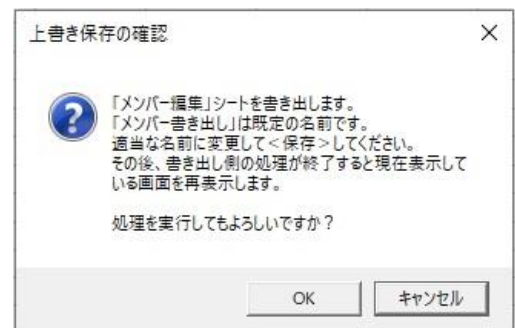 上書き保存の確認
「メンバー編集」シートを書き出します。
「メンバー書き出し」は既定の名前です。
適当な名前に変更して<保存>してください。
その後、書き出し側の処理が終了すると現在表示して
いる画面を再表示します。
処理を実行してもよろしいですか?
OK
キャンセル